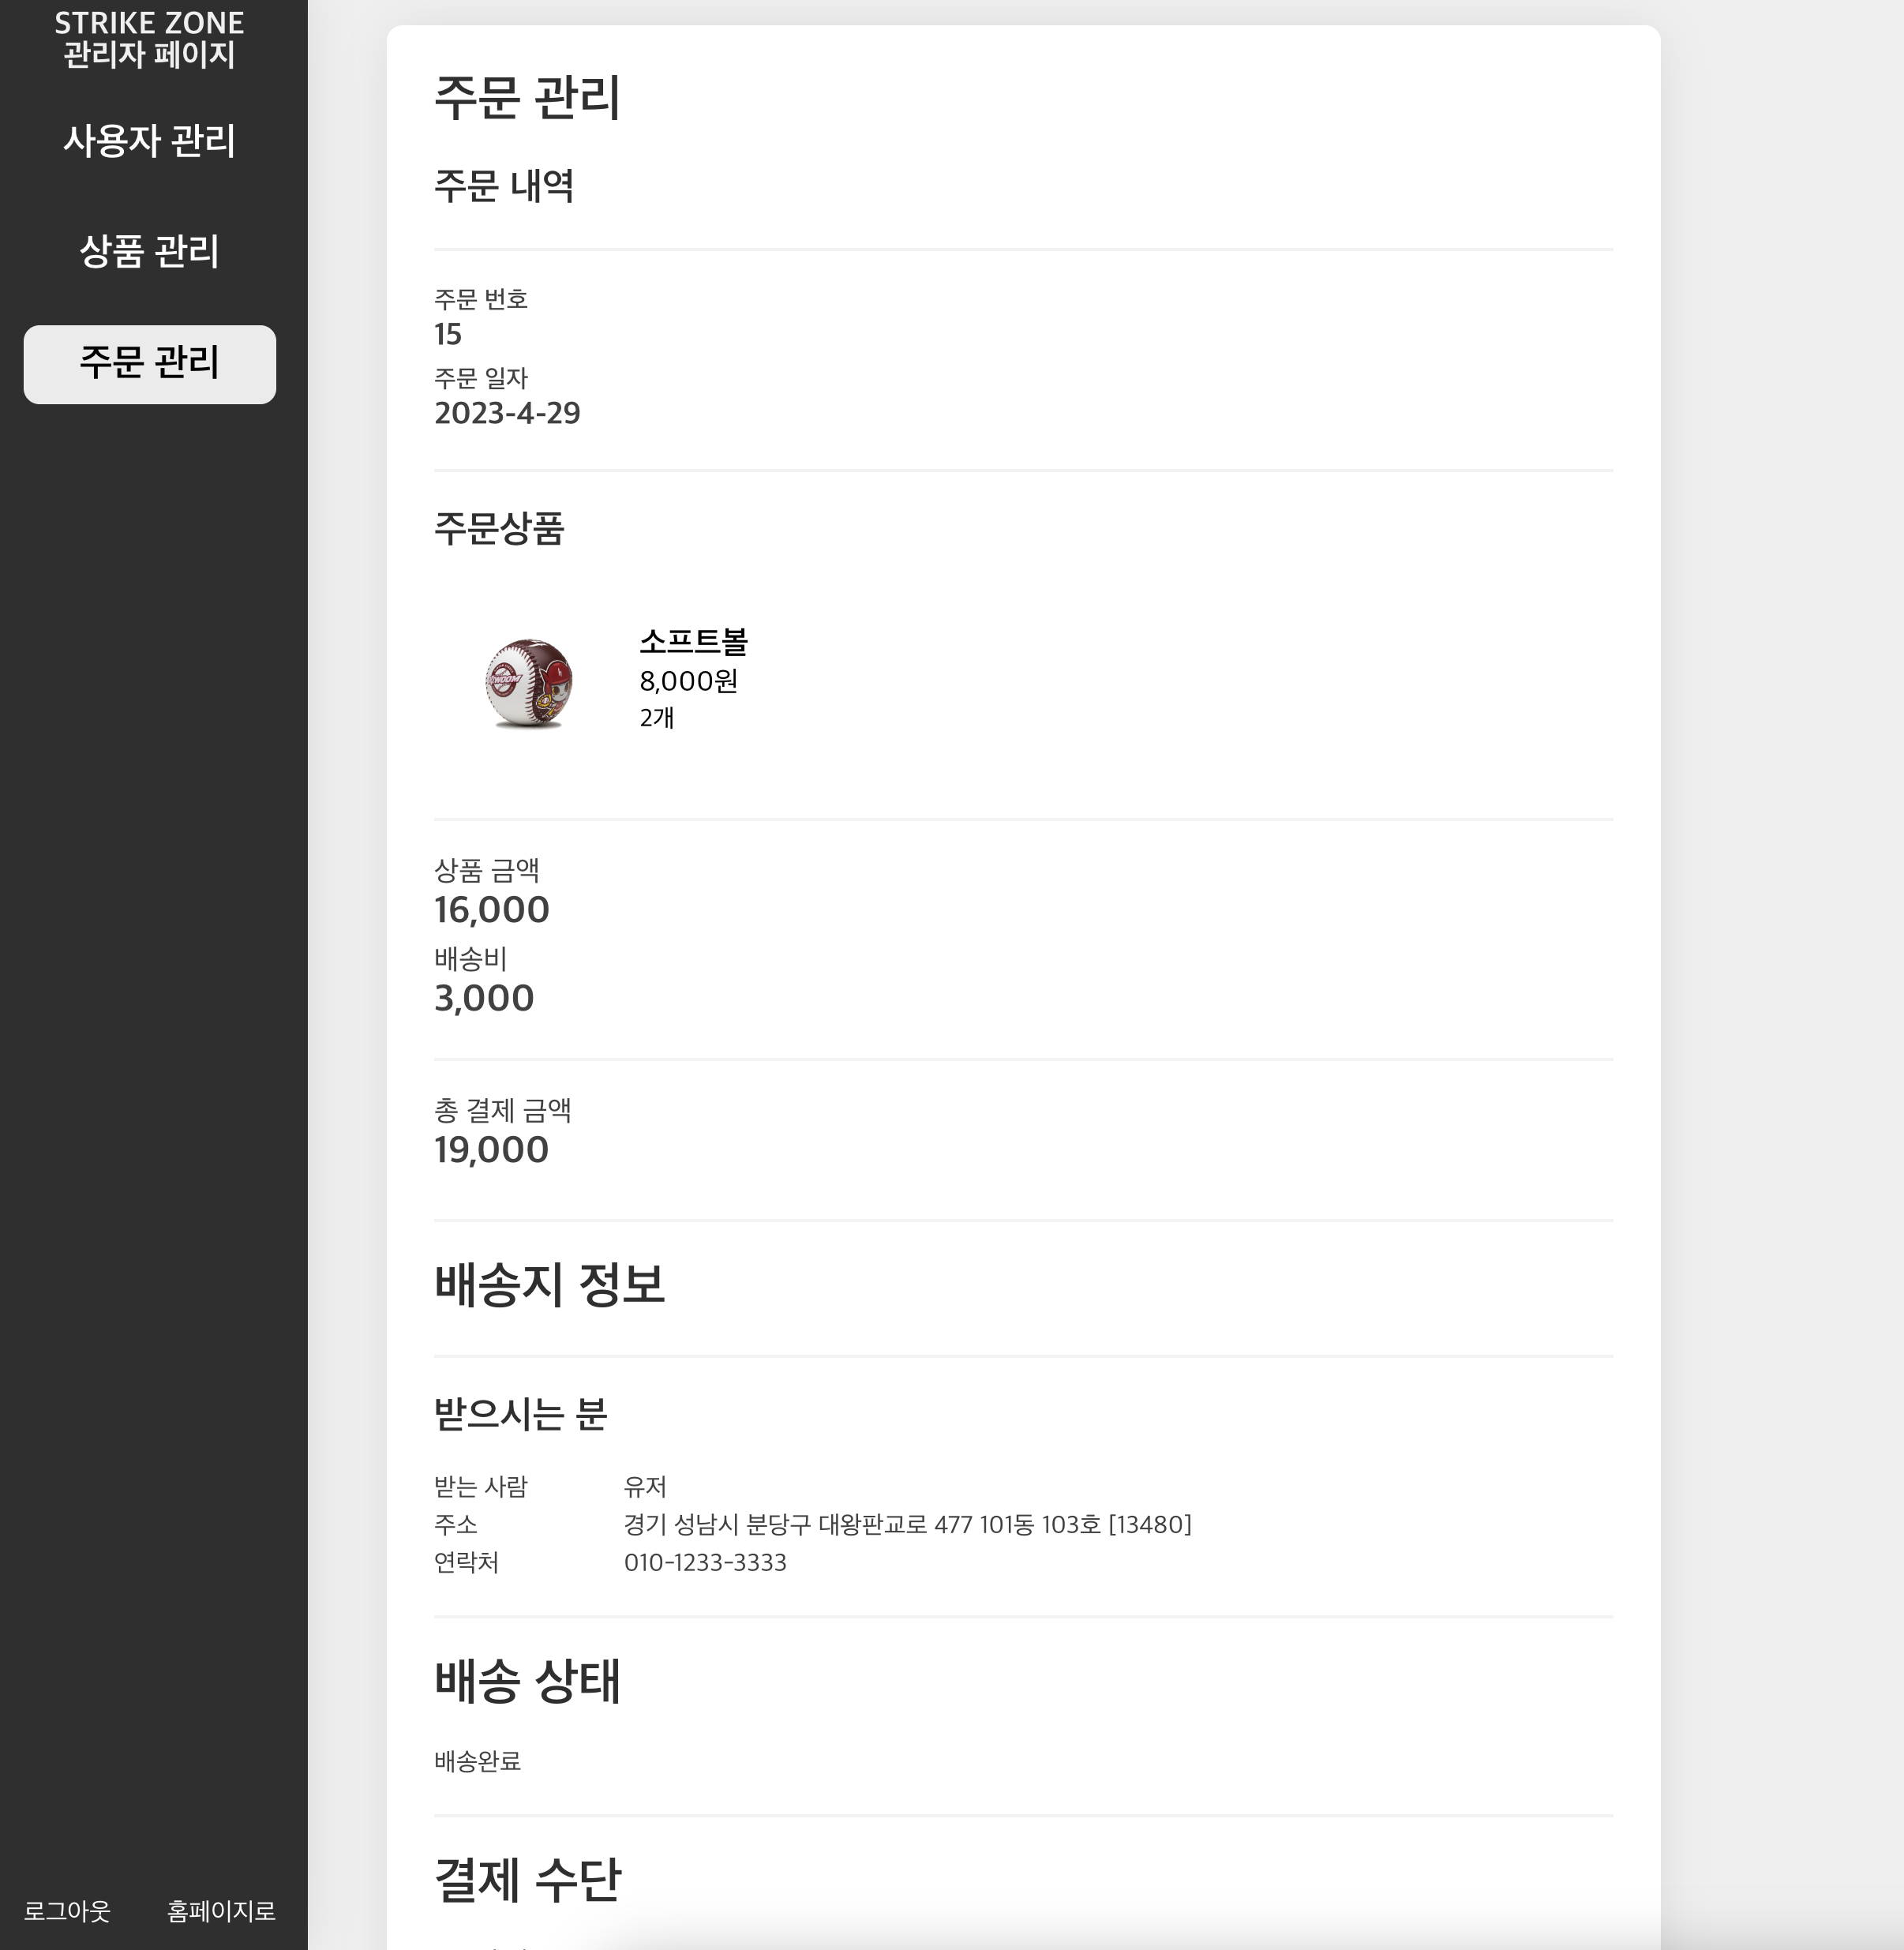 STRIKE ZONE
관리자 페이지
사용자 관리
상품 관리
주문 관리
로그아웃
홈페이지로
주문 관리
주문 내역
주문 번호
15
주문 일자
2023-4-29
주문상품
소프트볼
8,000원
2개
상품 금액
16,000
배송비
3,000
총 결제 금액
19,000
배송지 정보
받으시는 분
받는 사람 유저
주소 경기 성남시 분당구 대왕판교로 477 101동 103호 [13480]
연락처 010-1233-3333
배송 상태
배송완료
결제 수단